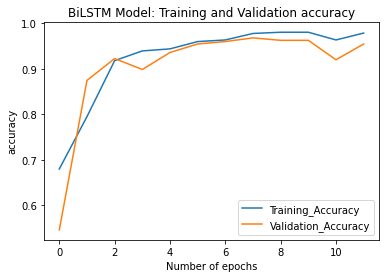 BiLSTM Model: Training and Validation accuracy
1.0
0.9
0.8
0.7
0.6
accuracy
Training_Accuracy
Validation_Accuracy
0 2 4 6 8 10
Number of epochs